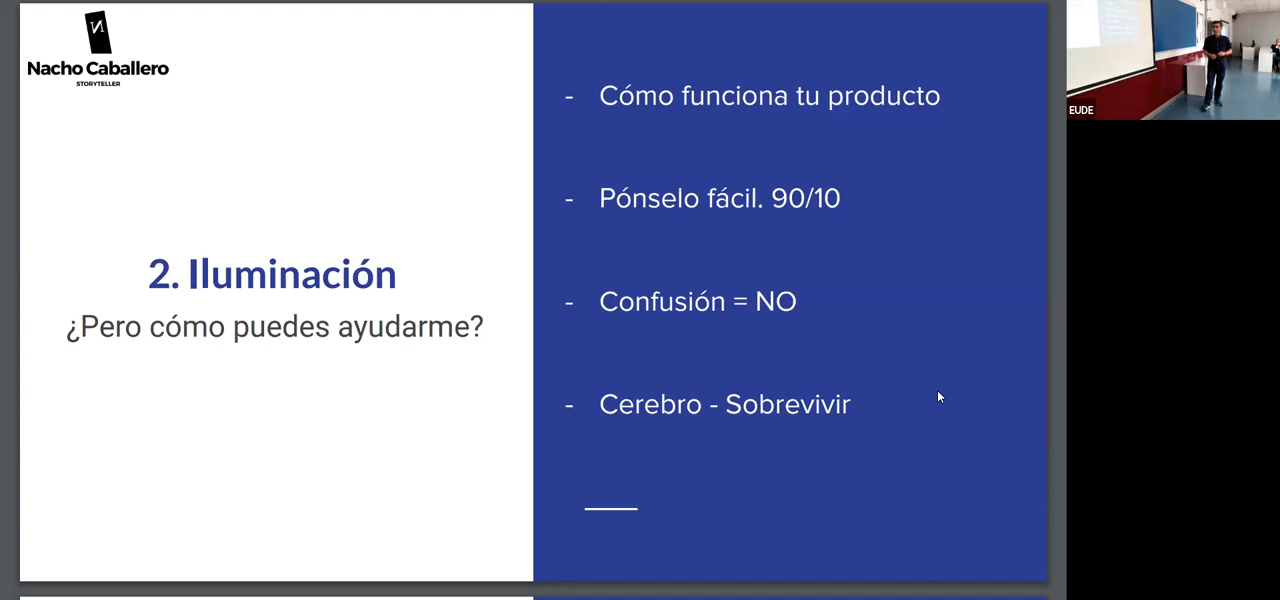 Nacho Caballero
STORYTELLER
2. Iluminación
¿Pero cómo puedes ayudarme?
- Cómo funciona tu producto
- Pónselo fácil. 90/10
- Confusión = NO
- Cerebro - Sobrevivir
EUDE